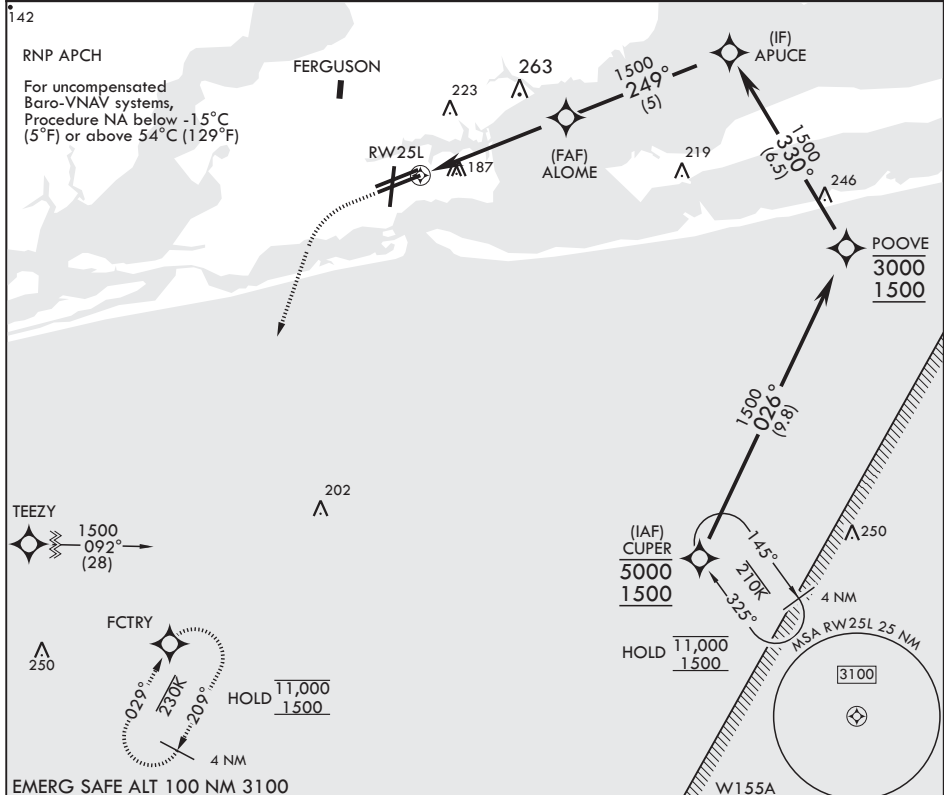 142
RNP APCH
For uncompensated
Baro-VNAV systems,
Procedure NA below -15°C
(5°F) or above 54°C (129°F)
FERGUSON
223
263
1500
249°
(5)
(IF)
APUCE
RW25L
187
(FAF)
ALOME
219
1500
330°
(6.5)
246
POOVE
3000
1500
1500
026°
(9.8)
202
TEEZY
1500
092°
(28)
(IAF)
CUPER
5000
1500
145°
210K
325°
4 NM
250
HOLD 11,000
1500
FCTRY
250
029°
230K
209°
HOLD 11,000
1500
4 NM
MSA RW25L 25 NM
3100
EMERG SAFE ALT 100 NM 3100
W155A